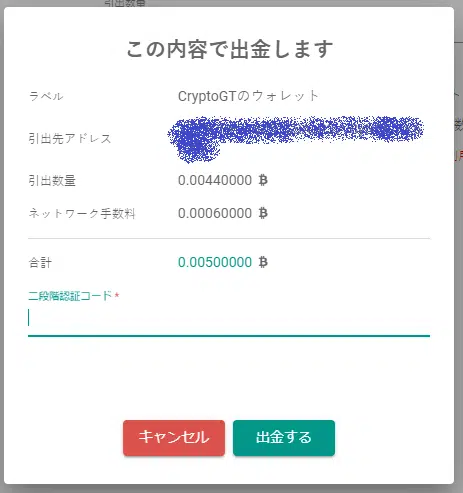 引出数量
この内容で出金します
ラベル CryptoGTのウォレット
引出先アドレス
引出数量 0.00440000 ₿
ネットワーク手数料 0.00060000 ₿
合計 0.00500000 ₿
二段階認証コード *
キャンセル 出金する